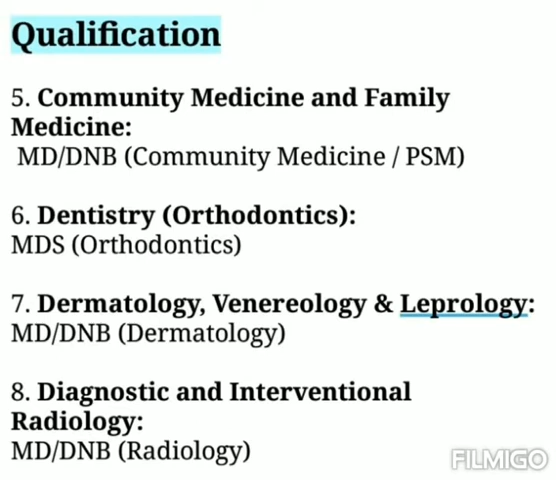 Qualification
5. Community Medicine and Family
Medicine:
MD/DNB (Community Medicine / PSM)
6. Dentistry (Orthodontics):
MDS (Orthodontics)
7. Dermatology, Venereology & Leprology:
MD/DNB (Dermatology)
8. Diagnostic and Interventional
Radiology:
MD/DNB (Radiology)
FILMIGO